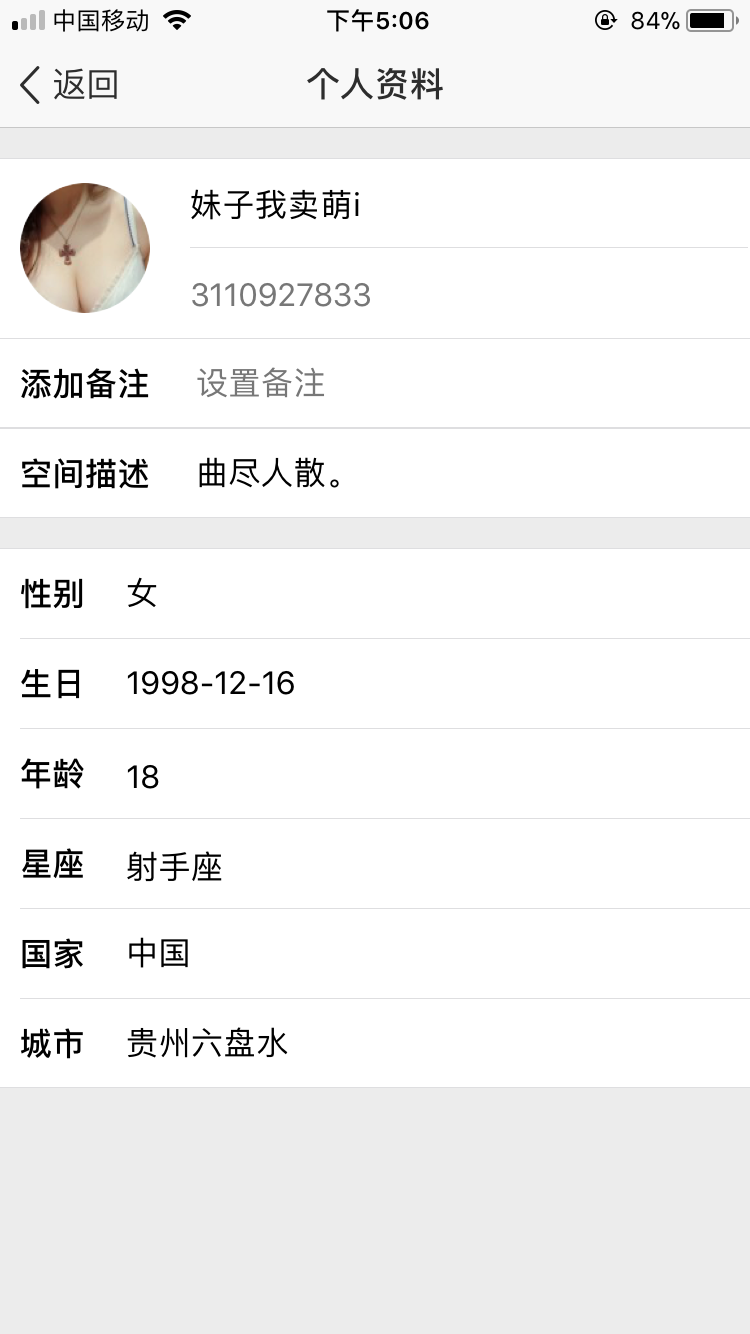 中国移动 下午5:06 84%
返回 个人资料
妹子我卖萌i
3110927833
添加备注 设置备注
空间描述 曲尽人散。
性别 女
生日 1998-12-16
年龄 18
星座 射手座
国家 中国
城市 贵州六盘水